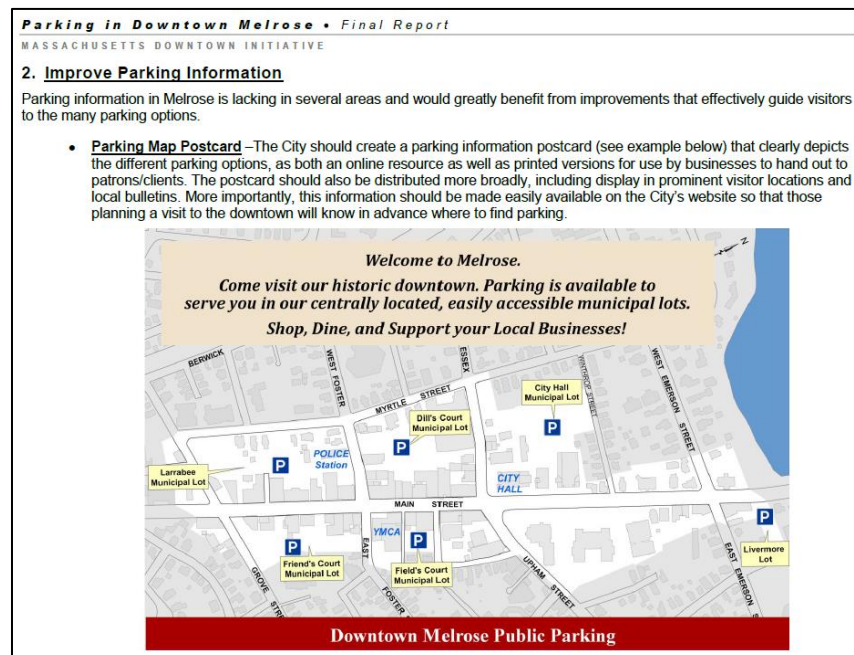 Parking in Downtown Melrose • Final Report
MASSACHUSETTS DOWNTOWN INITIATIVE
2. Improve Parking Information
Parking information in Melrose is lacking in several areas and would greatly benefit from improvements that effectively guide visitors
to the many parking options.
• Parking Map Postcard –The City should create a parking information postcard (see example below) that clearly depicts
the different parking options, as both an online resource as well as printed versions for use by businesses to hand out to
patrons/clients. The postcard should also be distributed more broadly, including display in prominent visitor locations and
local bulletins. More importantly, this information should be made easily available on the City's website so that those
planning a visit to the downtown will know in advance where to find parking.
N
Welcome to Melrose.
Come visit our historic downtown. Parking is available to
serve you in our centrally located, easily accessible municipal lots.
Shop, Dine, and Support your Local Businesses!
BERWICK
WEST FOSTER
ESSEX
WINTHROP STREET
WEST EMERSON STREET
MYRTLE STREET
City Hall
Municipal Lot
P
Dill's Court
Municipal Lot
P
POLICE
Station
P
Larrabee
Municipal Lot
CITY
HALL
MAIN STREET
P
Livermore
Lot
YMCA
P
Field's Court
Municipal Lot
P
Friend's Court
Municipal Lot
EAST
FOSTER
GROVE
UPHAM STREET
EAST EMERSON
Downtown Melrose Public Parking